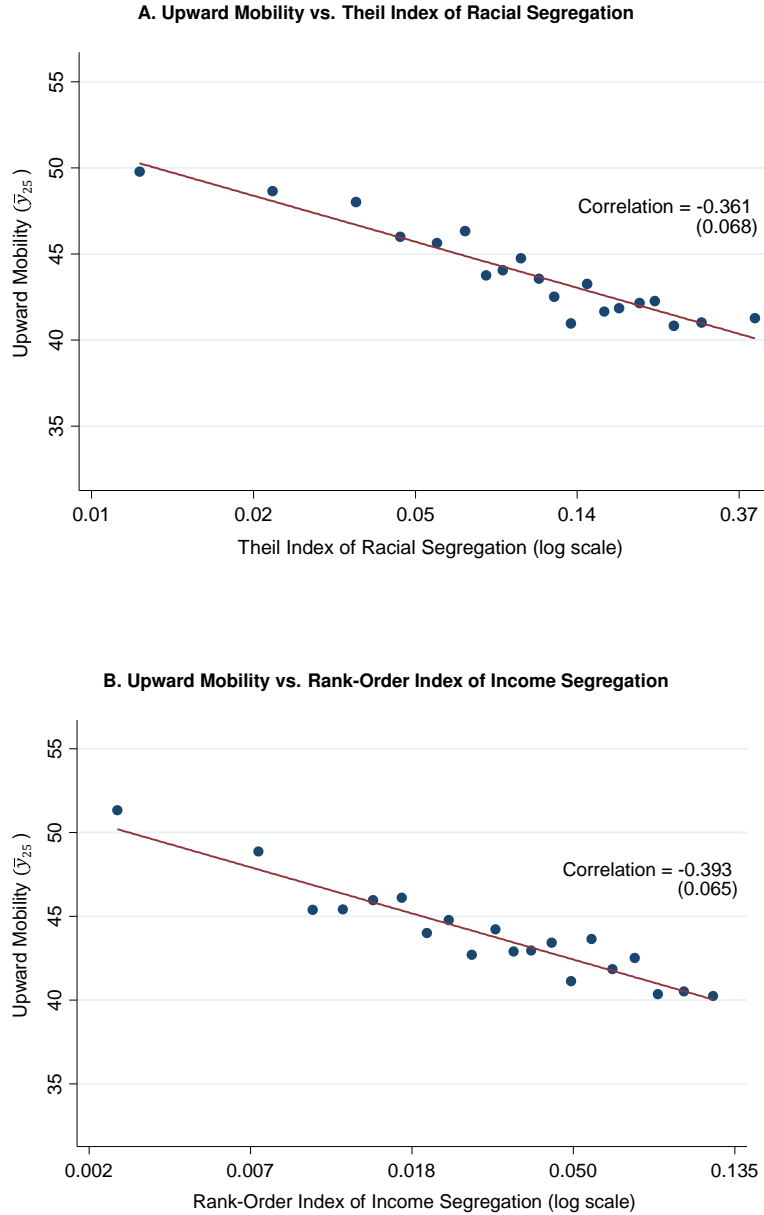 A. Upward Mobility vs. Theil Index of Racial Segregation
Upward Mobility (ȳ25)
55
50
45
40
35
Correlation = -0.361
(0.068)
0.01 0.02 0.05 0.14 0.37
Theil Index of Racial Segregation (log scale)
B. Upward Mobility vs. Rank-Order Index of Income Segregation
Upward Mobility (ȳ25)
55
50
45
40
35
Correlation = -0.393
(0.065)
0.002 0.007 0.018 0.050 0.135
Rank-Order Index of Income Segregation (log scale)